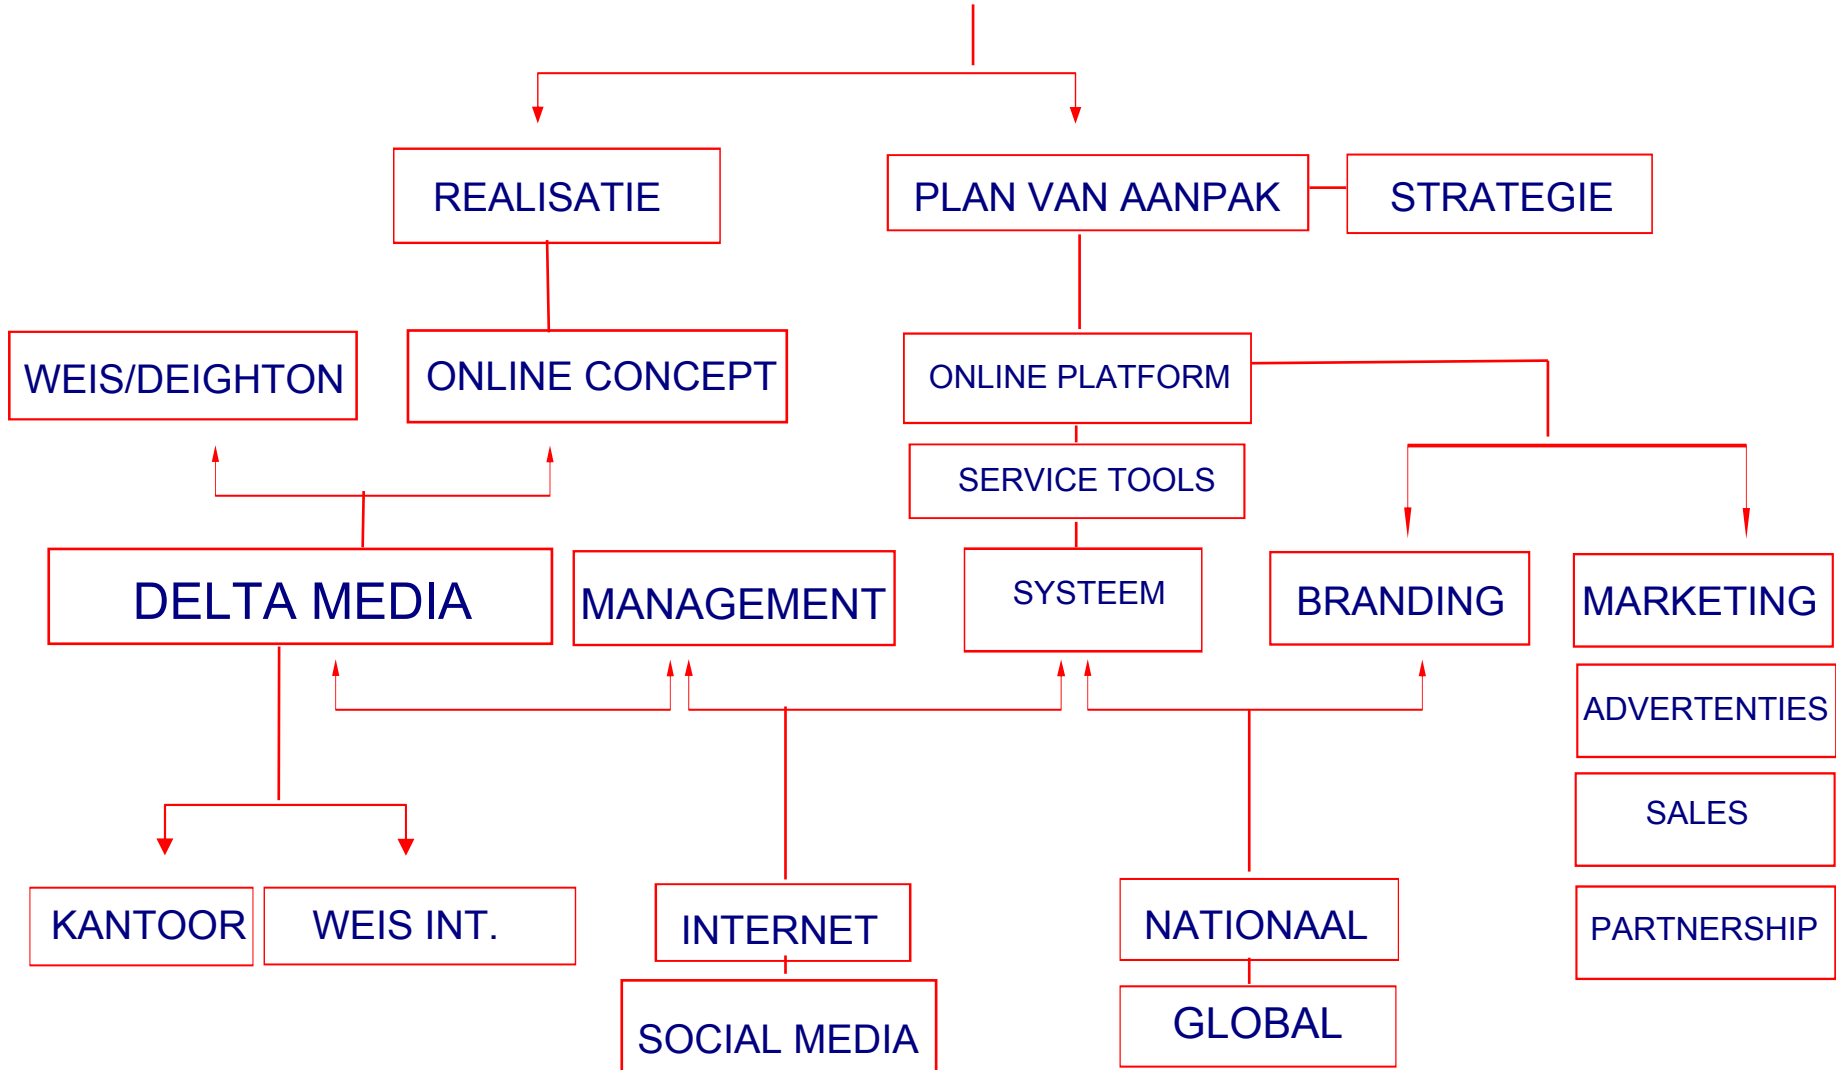 REALISATIE
PLAN VAN AANPAK
STRATEGIE
WEIS/DEIGHTON
ONLINE CONCEPT
ONLINE PLATFORM
SERVICE TOOLS
DELTA MEDIA
MANAGEMENT
SYSTEEM
BRANDING
MARKETING
ADVERTENTIES
SALES
KANTOOR
WEIS INT.
INTERNET
NATIONAAL
PARTNERSHIP
SOCIAL MEDIA
GLOBAL